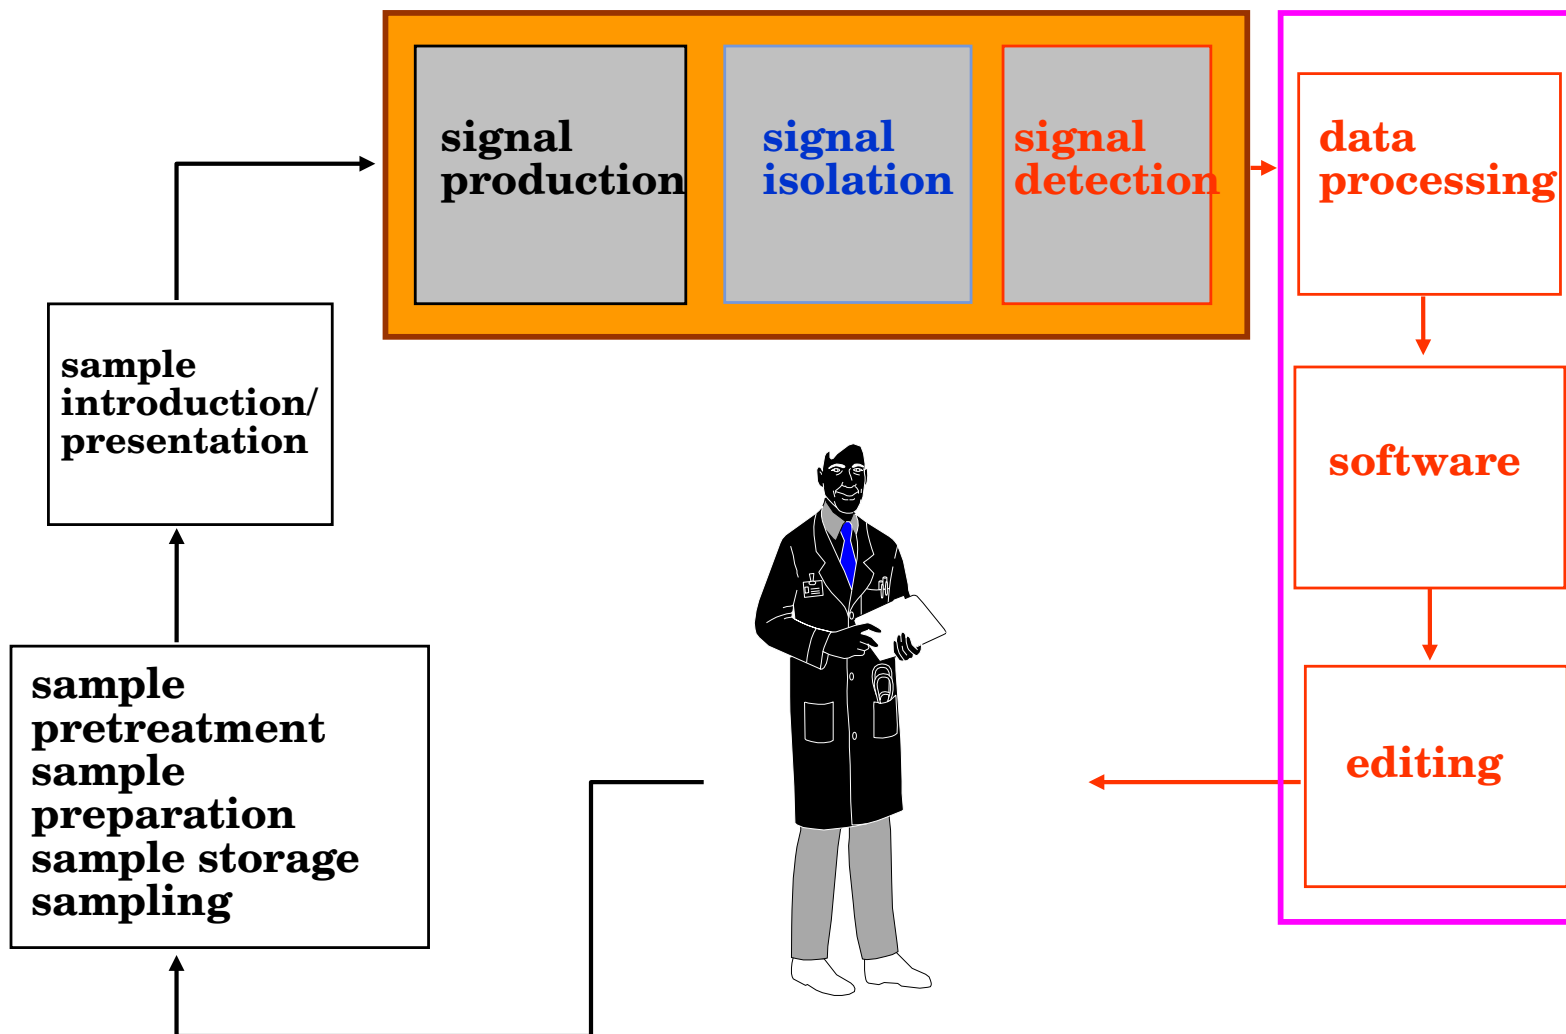 signal
production
signal
isolation
signal
detection
data
processing
sample
introduction/
presentation
software
sample
pretreatment
sample
preparation
sample storage
sampling
editing